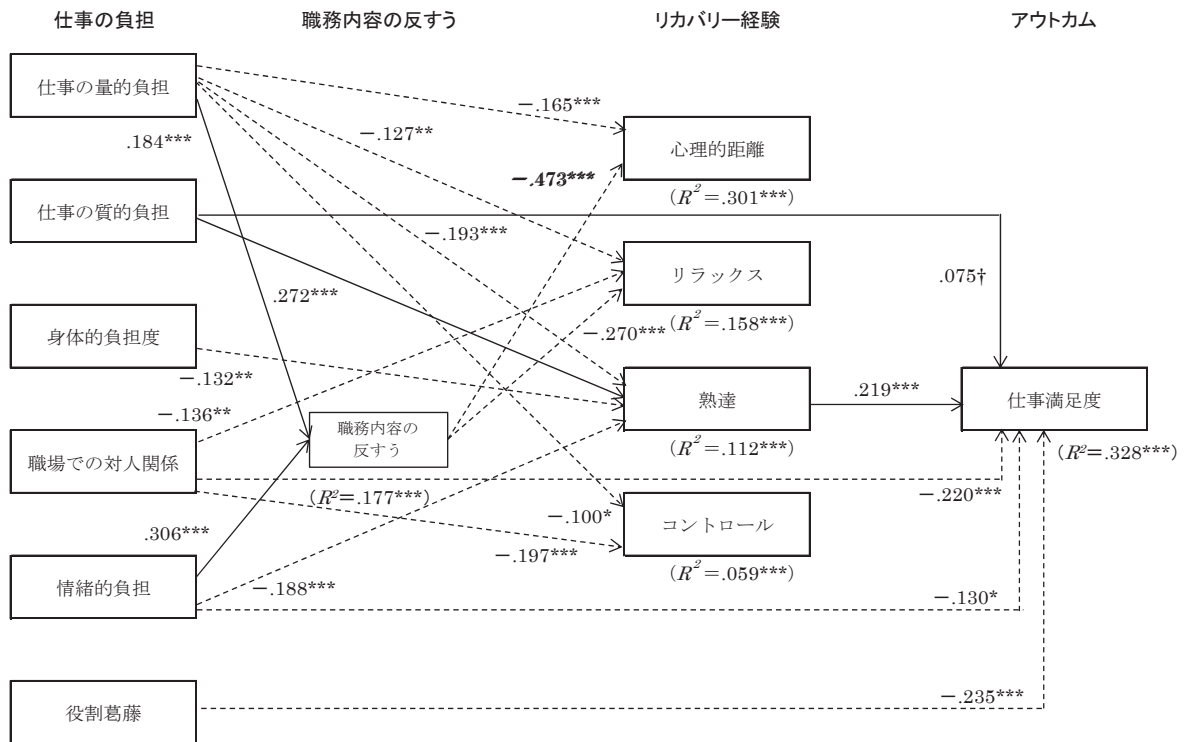 仕事の負担
職務内容の反すう
リカバリー経験
アウトカム
仕事の量的負担
－.165***
.184***
－.127**
心理的距離
－.473***
(R²=.301***)
仕事の質的負担
－.193***
リラックス
.075†
.272***
－.270***
(R²=.158***)
身体的負担度
－.132**
熟達
.219***
仕事満足度
－.136**
職務内容の
反すう
(R²=.112***)
(R²=.328***)
職場での対人関係
(R²=.177***)
－.220***
－.100*
コントロール
.306***
－.197***
(R²=.059***)
情緒的負担
－.188***
－.130*
役割葛藤
－.235***